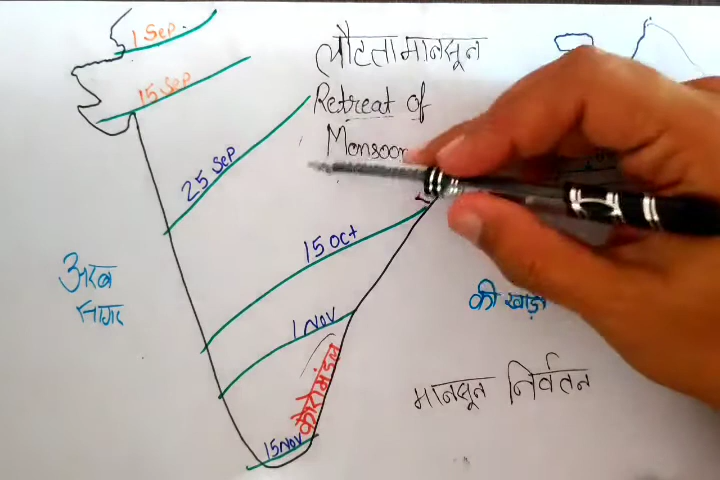 1 Sep
15 Sep
लौटता मानसून
Retreat of
Monsoon
25 Sep
15 Oct
अरब
सागर
की खाड़ी
1 Nov
कोरोमंडल
मानसून निर्वतन
15 Nov